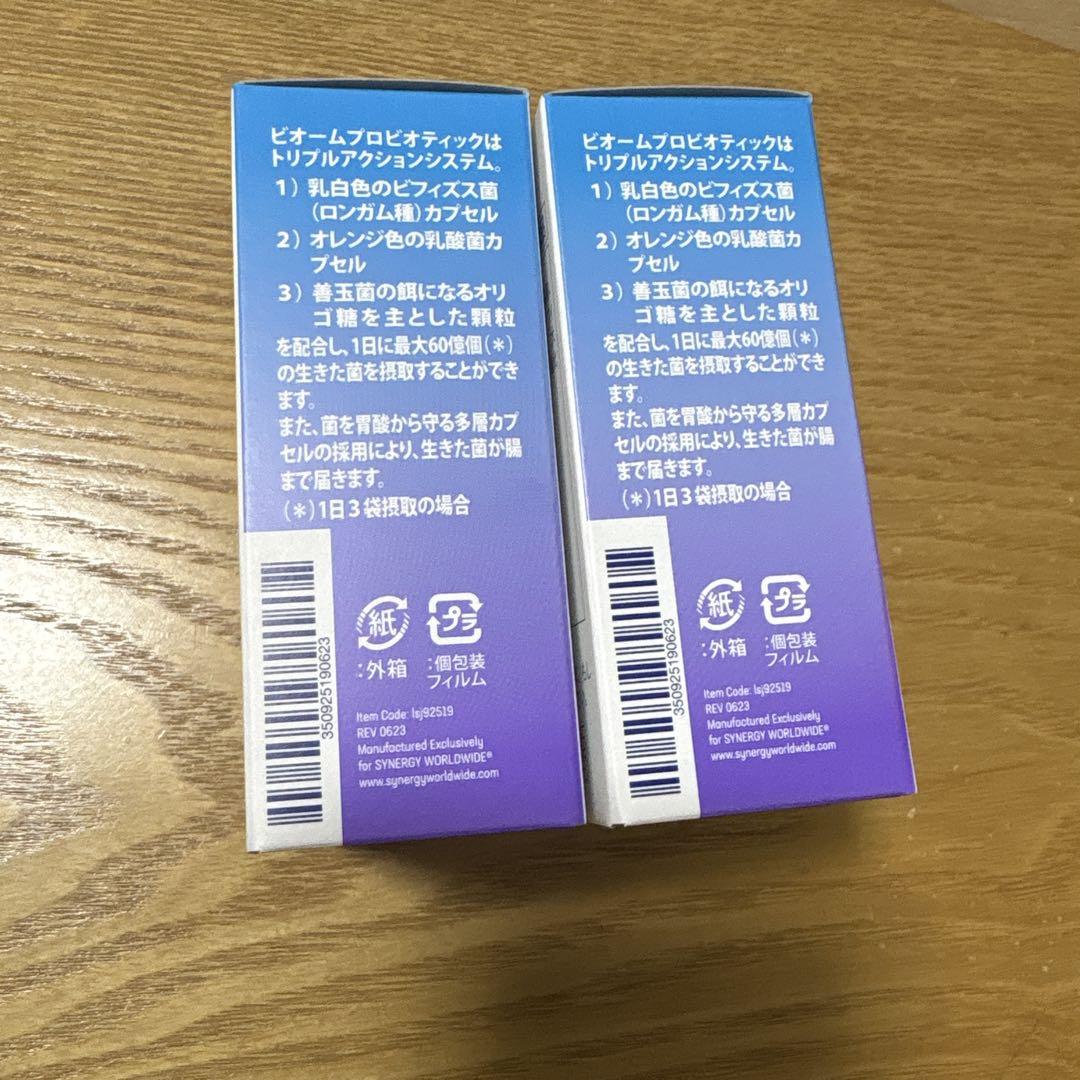 ビオームプロビオティックは
トリプルアクションシステム。
1）乳白色のビフィズス菌
（ロンガム種）カプセル
2）オレンジ色の乳酸菌カ
プセル
3）善玉菌の餌になるオリ
ゴ糖を主とした顆粒
を配合し、1日に最大60億個（＊）
の生きた菌を摂取することができ
ます。
また、菌を胃酸から守る多層カプ
セルの採用により、生きた菌が腸
まで届きます。
（＊）1日3袋摂取の場合
350925190623
紙
:外箱
プラ
:個包装
フィルム
Item Code: lsj92519
REV 0623
Manufactured Exclusively
for SYNERGY WORLDWIDE®
www.synergyworldwide.com
ビオームプロビオティックは
トリプルアクションシステム。
1）乳白色のビフィズス菌
（ロンガム種）カプセル
2）オレンジ色の乳酸菌カ
プセル
3）善玉菌の餌になるオリ
ゴ糖を主とした顆粒
を配合し、1日に最大60億個（＊）
の生きた菌を摂取することができ
ます。
また、菌を胃酸から守る多層カプ
セルの採用により、生きた菌が腸
まで届きます。
（＊）1日3袋摂取の場合
350925190623
紙
:外箱
プラ
:個包装
フィルム
Item Code: lsj92519
REV 0623
Manufactured Exclusively
for SYNERGY WORLDWIDE®
www.synergyworldwide.com